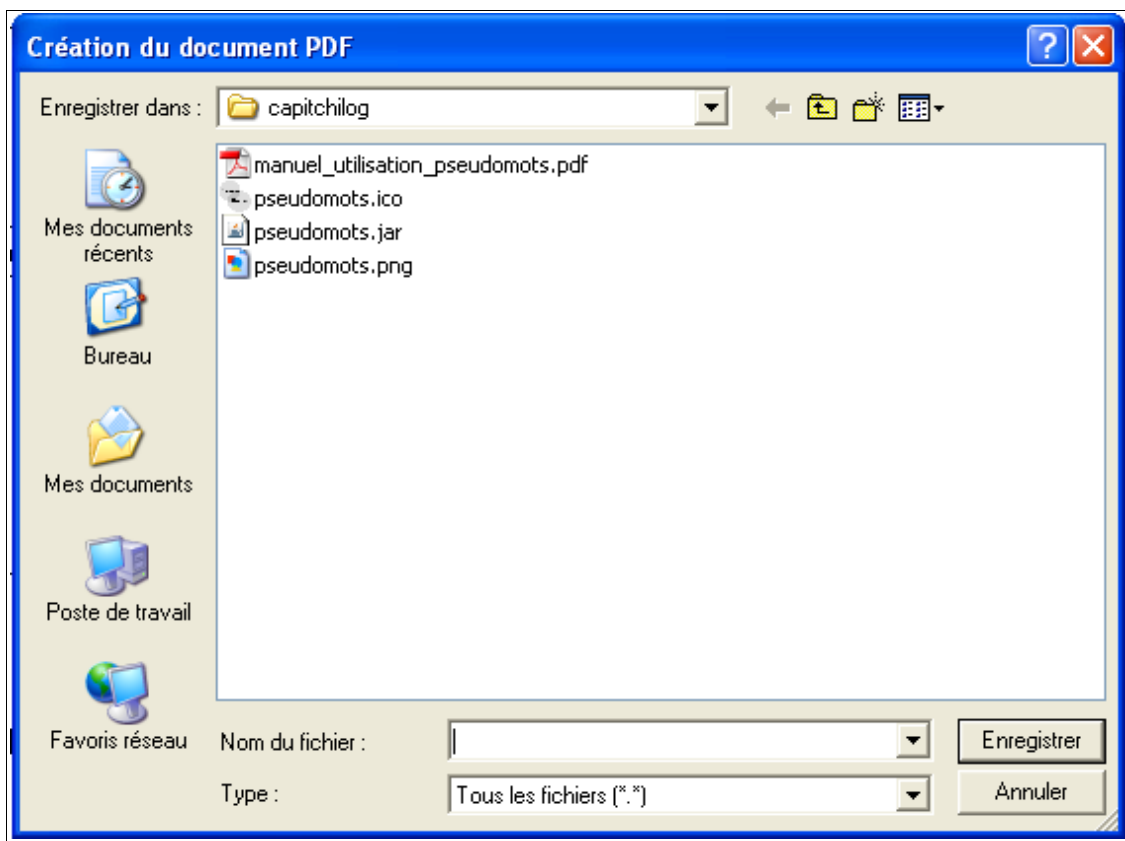 Création du document PDF
Enregistrer dans :
capitchilog
manuel_utilisation_pseudomots.pdf
pseudomots.ico
pseudomots.jar
pseudomots.png
Mes documents
récents
Bureau
Mes documents
Poste de travail
Favoris réseau
Nom du fichier :
Enregistrer
Type :
Tous les fichiers (*.*)
Annuler